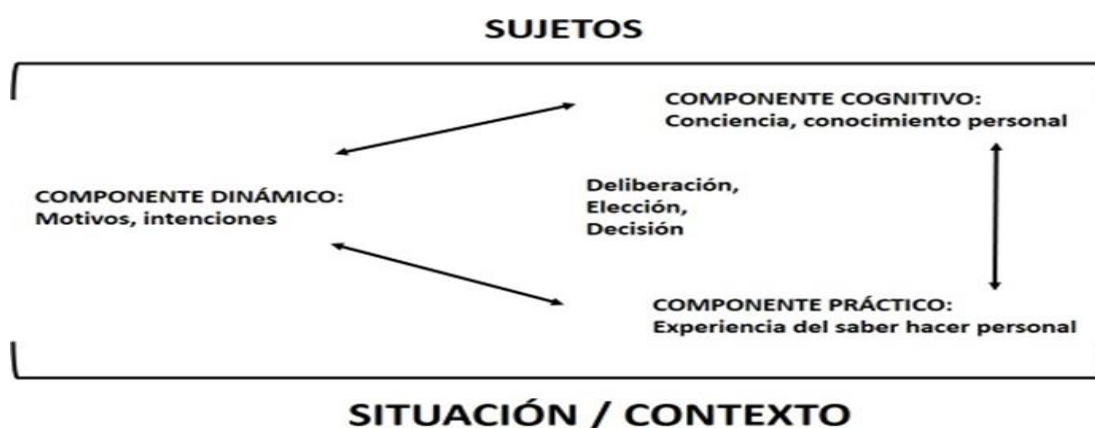 SUJETOS
COMPONENTE COGNITIVO:
Conciencia, conocimiento personal
COMPONENTE DINÁMICO:
Motivos, intenciones
Deliberación,
Elección,
Decisión
COMPONENTE PRÁCTICO:
Experiencia del saber hacer personal
SITUACIÓN / CONTEXTO